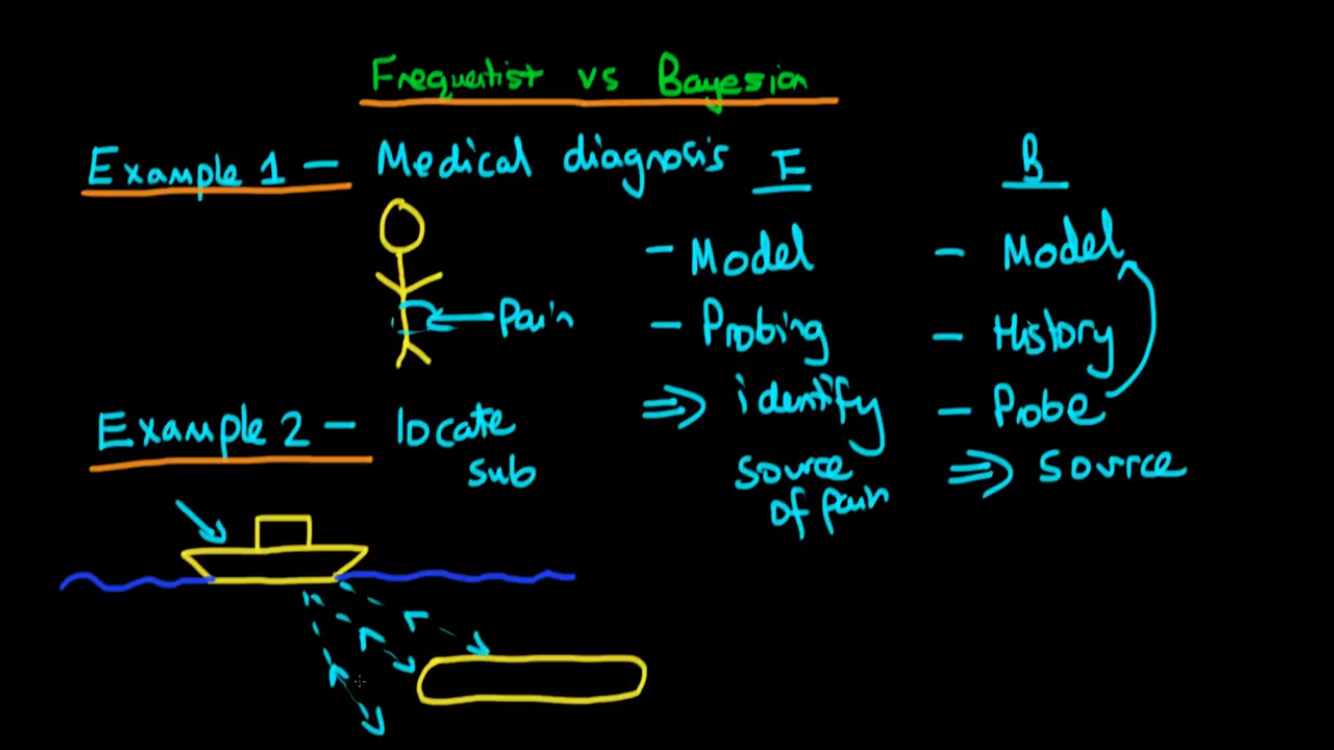 Frequentist vs Bayesian
Example 1 - Medical diagnosis
Pain
F
- Model
- Probing
⇒ identify
source
of pain
B
- Model
- History
- Probe
⇒ Source
Example 2 - locate
sub